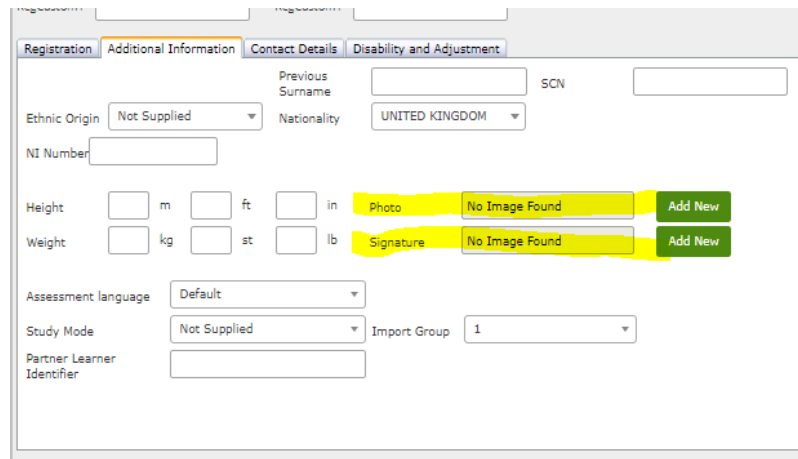 Registration Additional Information Contact Details Disability and Adjustment
Previous Surname SCN
Ethnic Origin Not Supplied Nationality UNITED KINGDOM
NI Number
Height m ft in Photo No Image Found Add New
Weight kg st lb Signature No Image Found Add New
Assessment language Default
Study Mode Not Supplied Import Group 1
Partner Learner
Identifier